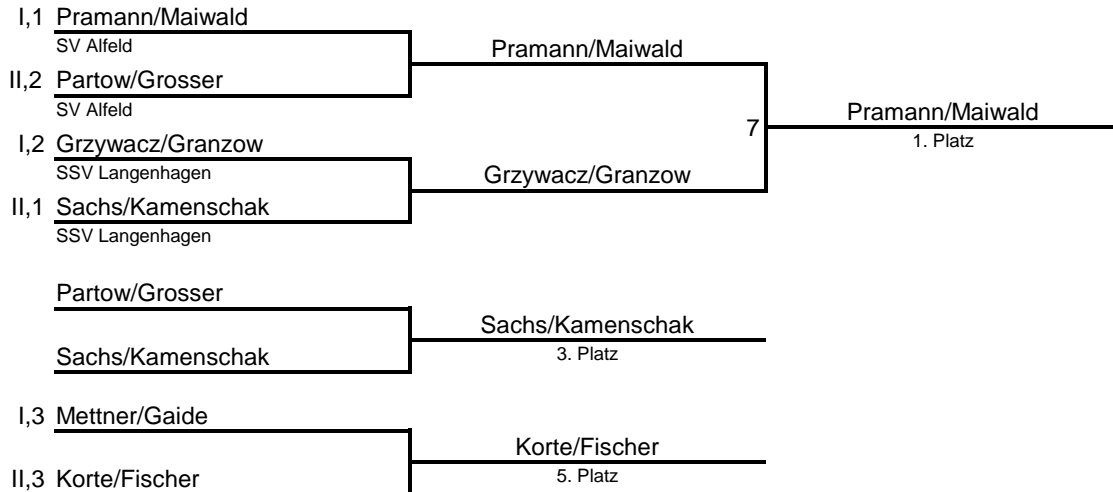 I,1 Pramann/Maiwald
SV Alfeld
Pramann/Maiwald
II,2 Partow/Grosser
SV Alfeld
7
Pramann/Maiwald
1. Platz
I,2 Grzywacz/Granzow
SSV Langenhagen
Grzywacz/Granzow
II,1 Sachs/Kamenschak
SSV Langenhagen
Partow/Grosser
Sachs/Kamenschak
3. Platz
Sachs/Kamenschak
I,3 Mettner/Gaide
Korte/Fischer
5. Platz
II,3 Korte/Fischer